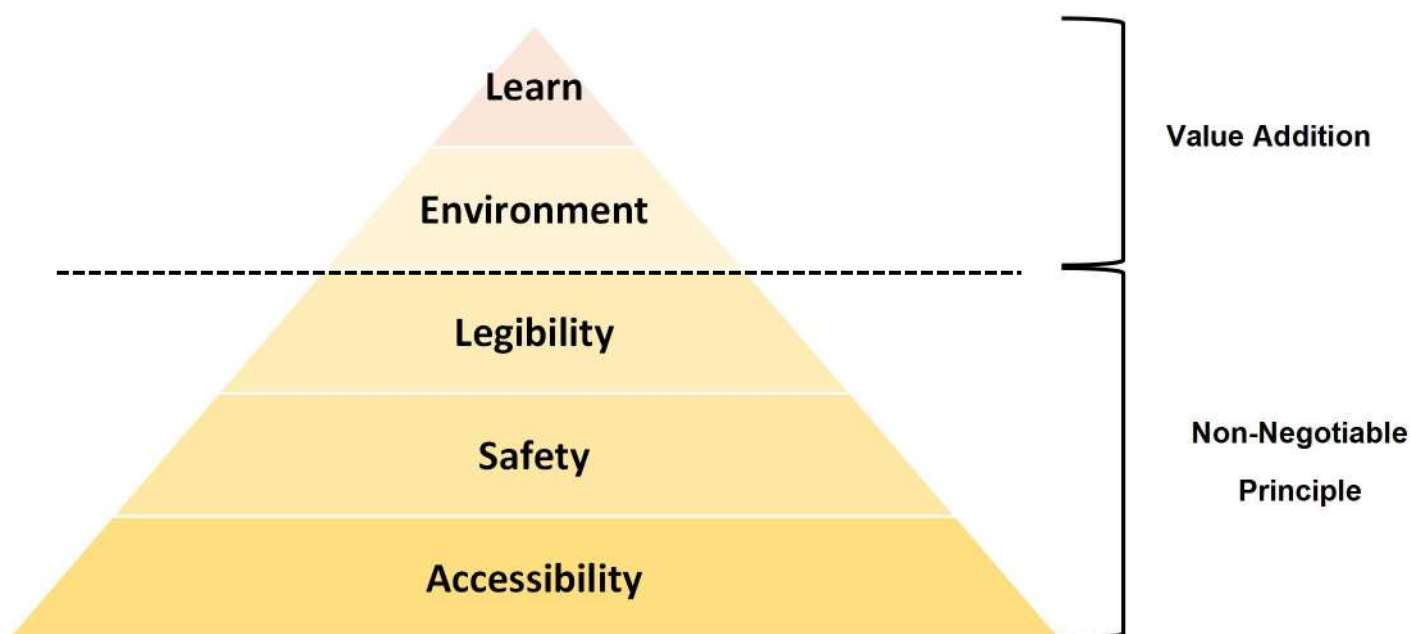 Learn
Value Addition
Environment
Legibility
Non-Negotiable
Principle
Safety
Accessibility